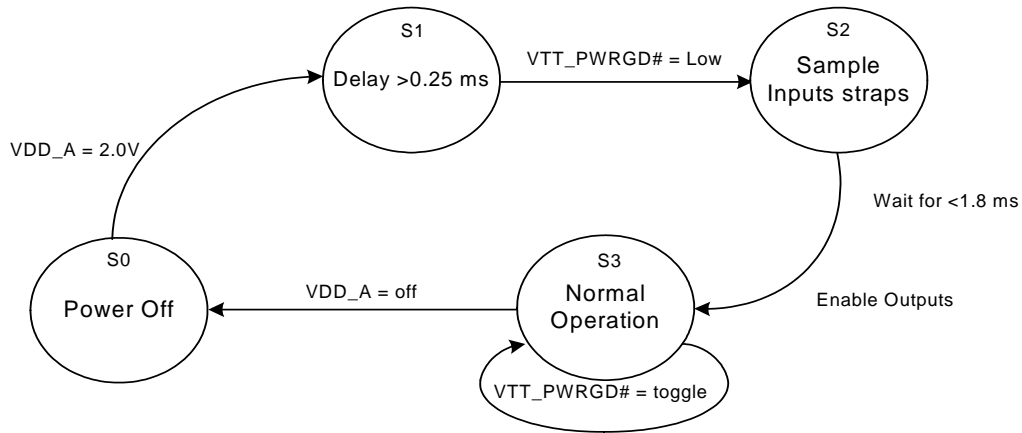 S1
Delay >0.25 ms
VTT_PWRGD# = Low
S2
Sample
Inputs straps
VDD_A = 2.0V
Wait for <1.8 ms
S0
Power Off
VDD_A = off
S3
Normal
Operation
Enable Outputs
VTT_PWRGD# = toggle